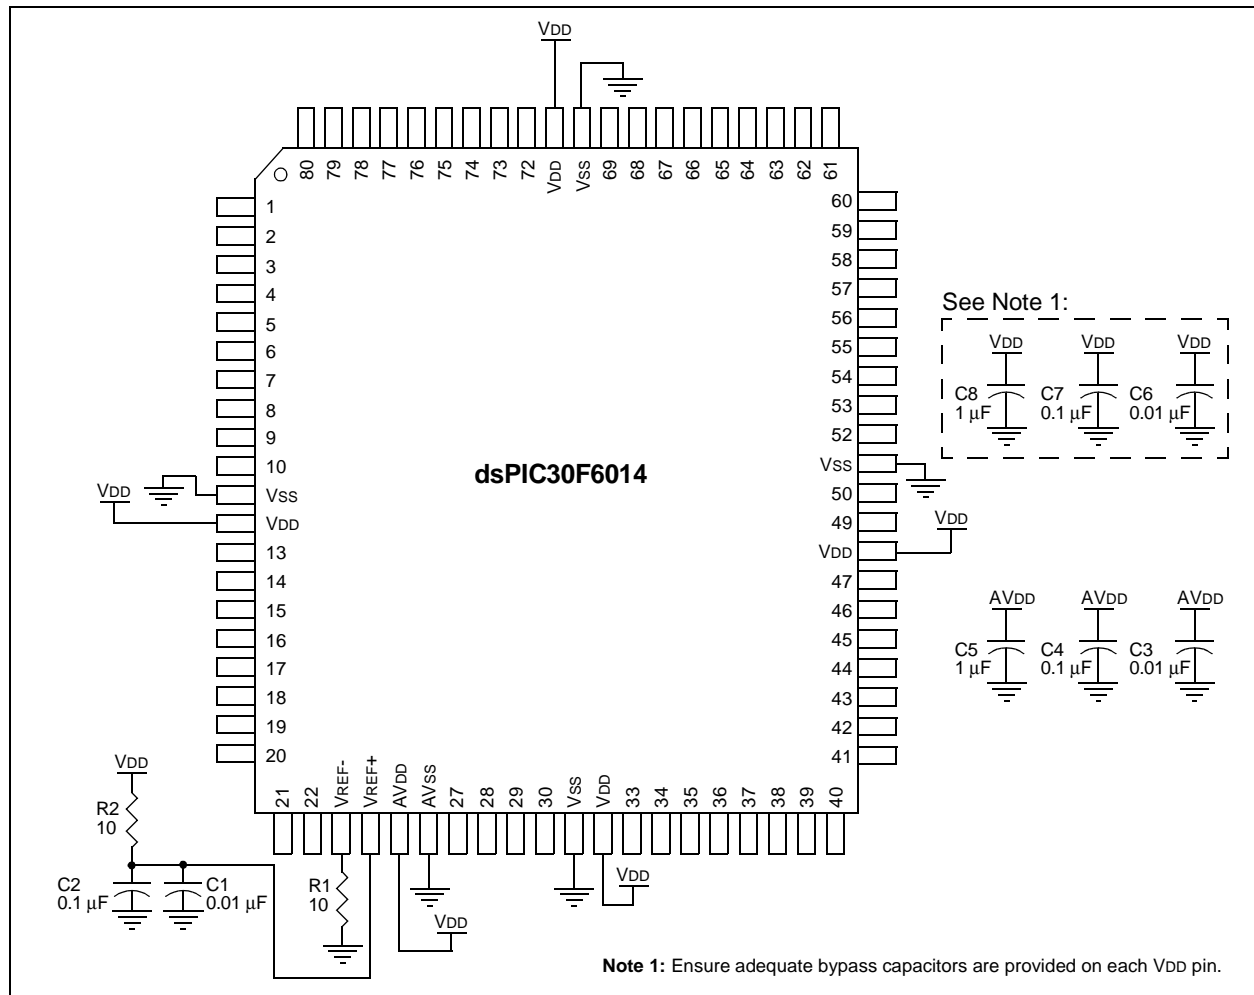 VDD
80 79 78 77 76 75 74 73 72 VDD VSS 69 68 67 66 65 64 63 62 61
1
2
3
4
5
6
7
8
9
10
VSS
VDD
13
14
15
16
17
18
19
20
VDD
dsPIC30F6014
60
59
58
57
56
55
54
53
52
VSS
50
49
VDD
47
46
45
44
43
42
41
VDD
See Note 1:
VDD VDD VDD
C8 C7 C6
1 µF 0.1 µF 0.01 µF
AVDD AVDD AVDD
C5 C4 C3
1 µF 0.1 µF 0.01 µF
21 22 VREF- VREF+ AVDD AVSS 27 28 29 30 VSS VDD 33 34 35 36 37 38 39 40
VDD
R2
10
C2
0.1 µF
C1
0.01 µF
R1
10
VDD
VDD
Note 1: Ensure adequate bypass capacitors are provided on each VDD pin.